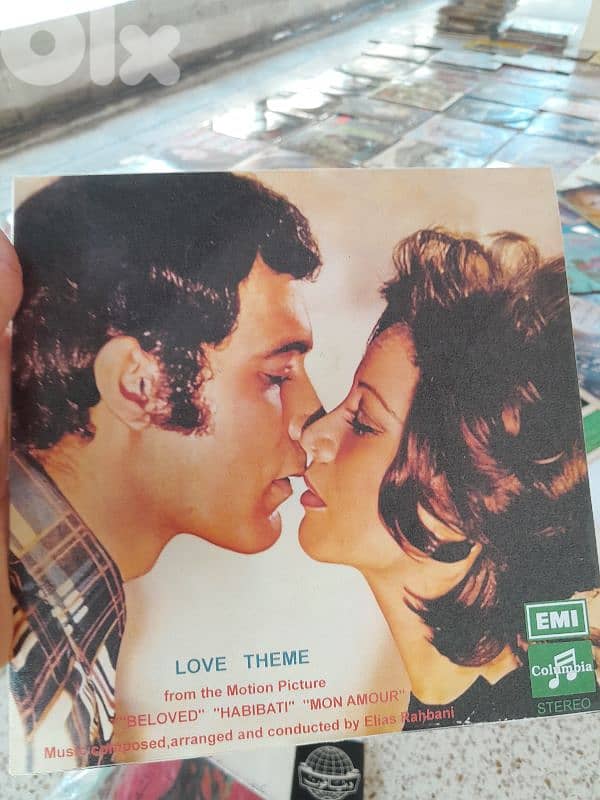 olx
LOVE THEME
from the Motion Picture
"BELOVED" "HABIBATI" "MON AMOUR"
Music composed, arranged and conducted by Elias Rahbani
EMI
Columbia
STEREO